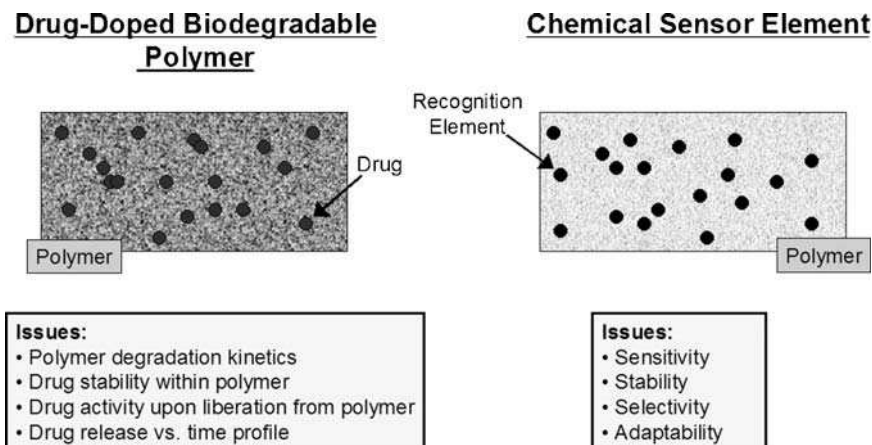 Drug-Doped Biodegradable
Polymer
Chemical Sensor Element
Recognition
Element
Drug
Polymer
Polymer
Issues:
• Polymer degradation kinetics
• Drug stability within polymer
• Drug activity upon liberation from polymer
• Drug release vs. time profile
Issues:
• Sensitivity
• Stability
• Selectivity
• Adaptability